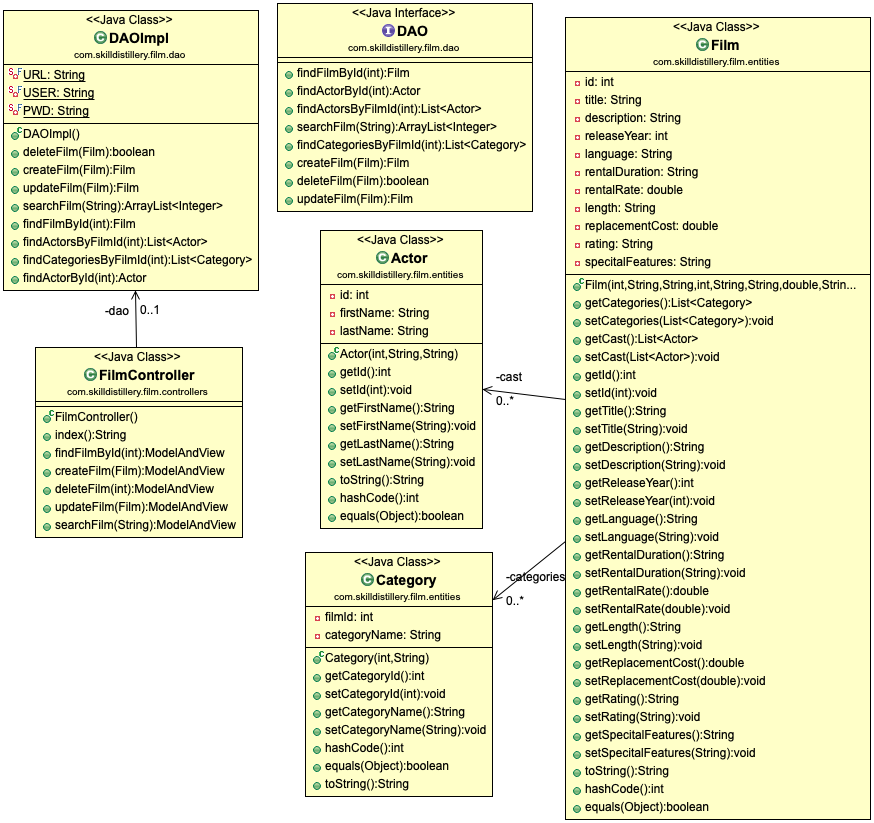 <<Java Class>>
DAOImpl
com.skilldistillery.film.dao
URL: String
USER: String
PWD: String
DAOImpl()
deleteFilm(Film):boolean
createFilm(Film):Film
updateFilm(Film):Film
searchFilm(String):ArrayList<Integer>
findFilmById(int):Film
findActorsByFilmId(int):List<Actor>
findCategoriesByFilmId(int):List<Category>
findActorById(int):Actor
-dao
0..1
<<Java Class>>
FilmController
com.skilldistillery.film.controllers
FilmController()
index():String
findFilmById(int):ModelAndView
createFilm(Film):ModelAndView
deleteFilm(int):ModelAndView
updateFilm(Film):ModelAndView
searchFilm(String):ModelAndView
<<Java Interface>>
DAO
com.skilldistillery.film.dao
findFilmById(int):Film
findActorById(int):Actor
findActorsByFilmId(int):List<Actor>
searchFilm(String):ArrayList<Integer>
findCategoriesByFilmId(int):List<Category>
createFilm(Film):Film
deleteFilm(Film):boolean
updateFilm(Film):Film
<<Java Class>>
Actor
com.skilldistillery.film.entities
id: int
firstName: String
lastName: String
Actor(int,String,String)
getId():int
setId(int):void
getFirstName():String
setFirstName(String):void
getLastName():String
setLastName(String):void
toString():String
hashCode():int
equals(Object):boolean
-cast
0..*
<<Java Class>>
Category
com.skilldistillery.film.entities
filmId: int
categoryName: String
Category(int,String)
getCategoryId():int
setCategoryId(int):void
getCategoryName():String
setCategoryName(String):void
hashCode():int
equals(Object):boolean
toString():String
-categories
0..*
<<Java Class>>
Film
com.skilldistillery.film.entities
id: int
title: String
description: String
releaseYear: int
language: String
rentalDuration: String
rentalRate: double
length: String
replacementCost: double
rating: String
specitalFeatures: String
Film(int,String,String,int,String,String,double,Strin...
getCategories():List<Category>
setCategories(List<Category>):void
getCast():List<Actor>
setCast(List<Actor>):void
getId():int
setId(int):void
getTitle():String
setTitle(String):void
getDescription():String
setDescription(String):void
getReleaseYear():int
setReleaseYear(int):void
getLanguage():String
setLanguage(String):void
getRentalDuration():String
setRentalDuration(String):void
getRentalRate():double
setRentalRate(double):void
getLength():String
setLength(String):void
getReplacementCost():double
setReplacementCost(double):void
getRating():String
setRating(String):void
getSpecitalFeatures():String
setSpecitalFeatures(String):void
toString():String
hashCode():int
equals(Object):boolean